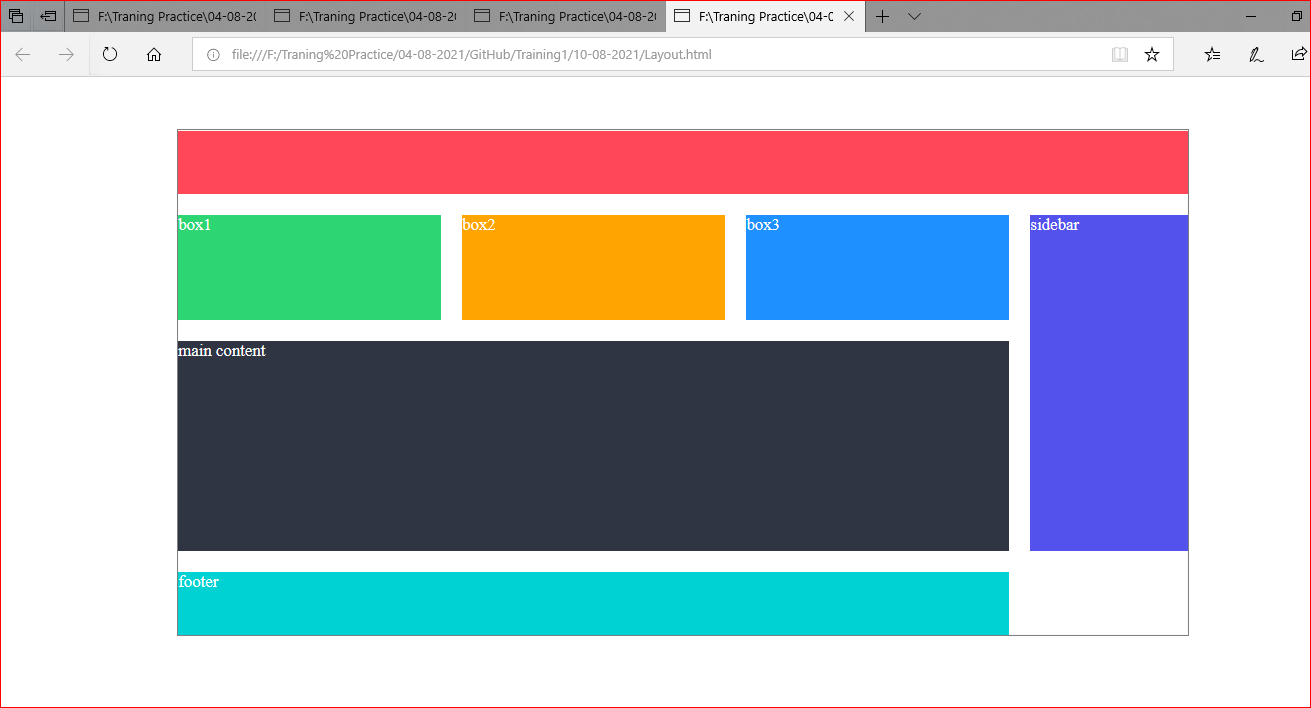 F:\Traning Practice\04-08-20
F:\Traning Practice\04-08-20
F:\Traning Practice\04-08-20
F:\Traning Practice\04-0
file:///F:/Traning%20Practice/04-08-2021/GitHub/Training1/10-08-2021/Layout.html
box1 box2 box3 sidebar
main content
footer